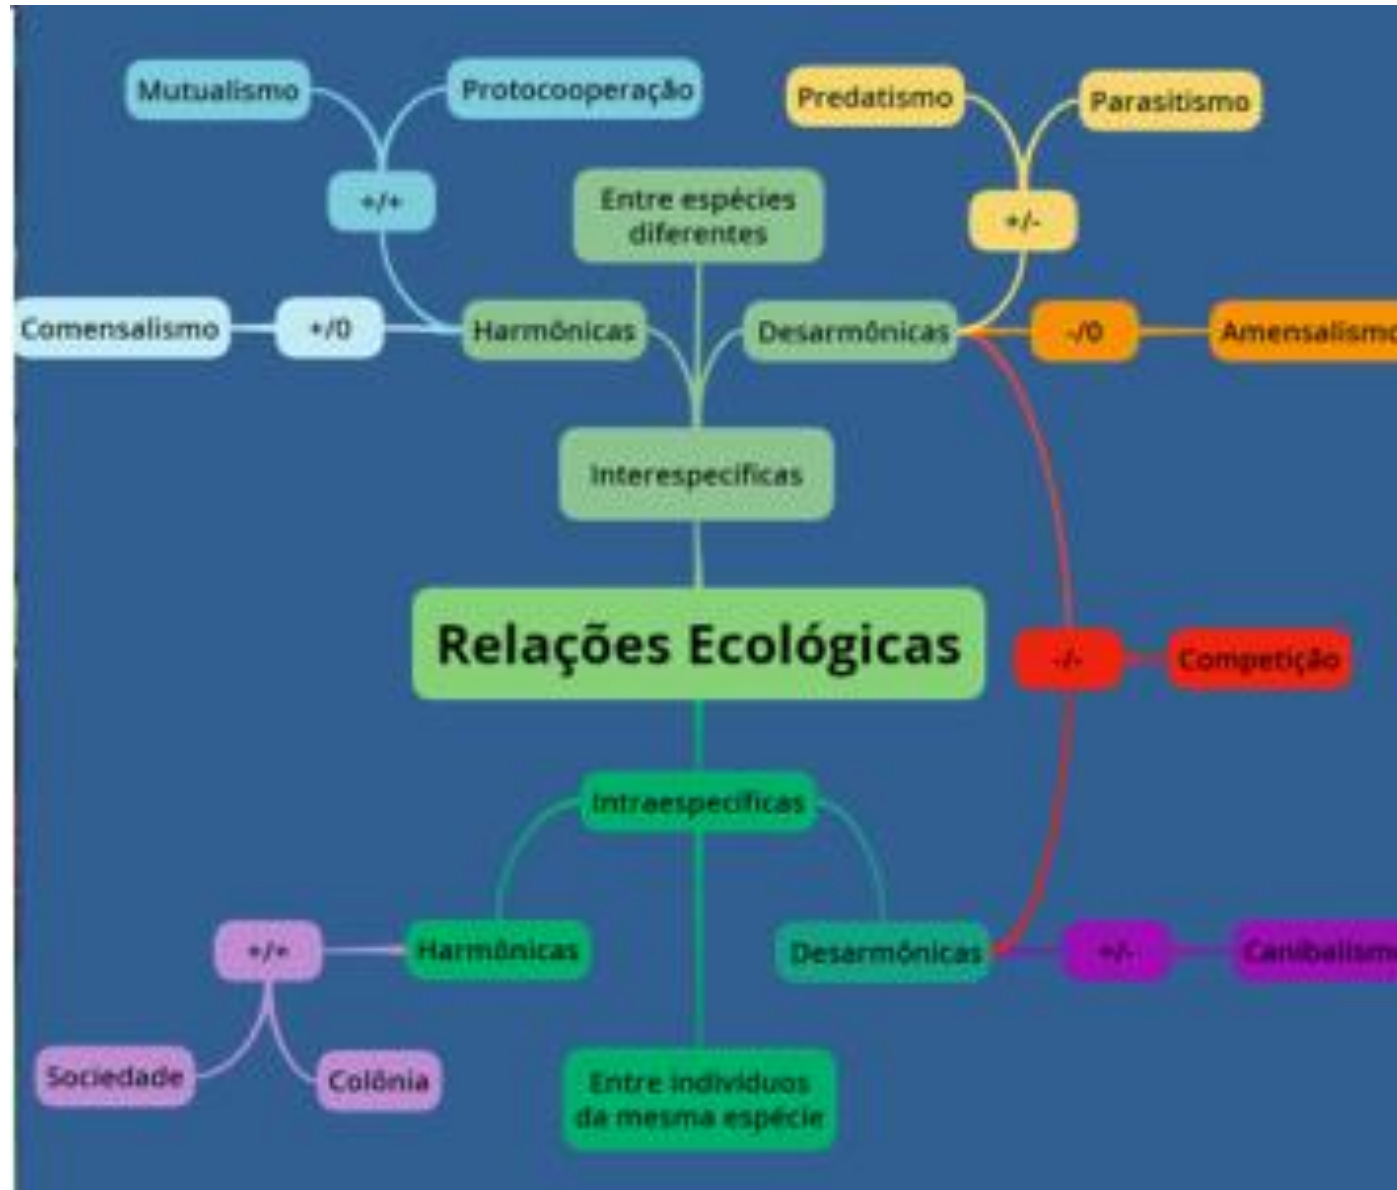 Mutualismo
Protocooperação
Predatismo
Parasitismo
+/+
Entre espécies
diferentes
+/-
Comensalismo
+/0
Harmônicas
Desarmônicas
-/0
Amensalismo
Interespecíficas
Relações Ecológicas
-/-
Competição
Intraespecíficas
+/+
Harmônicas
Desarmônicas
+/-
Canibalismo
Sociedade
Colônia
Entre indivíduos
da mesma espécie